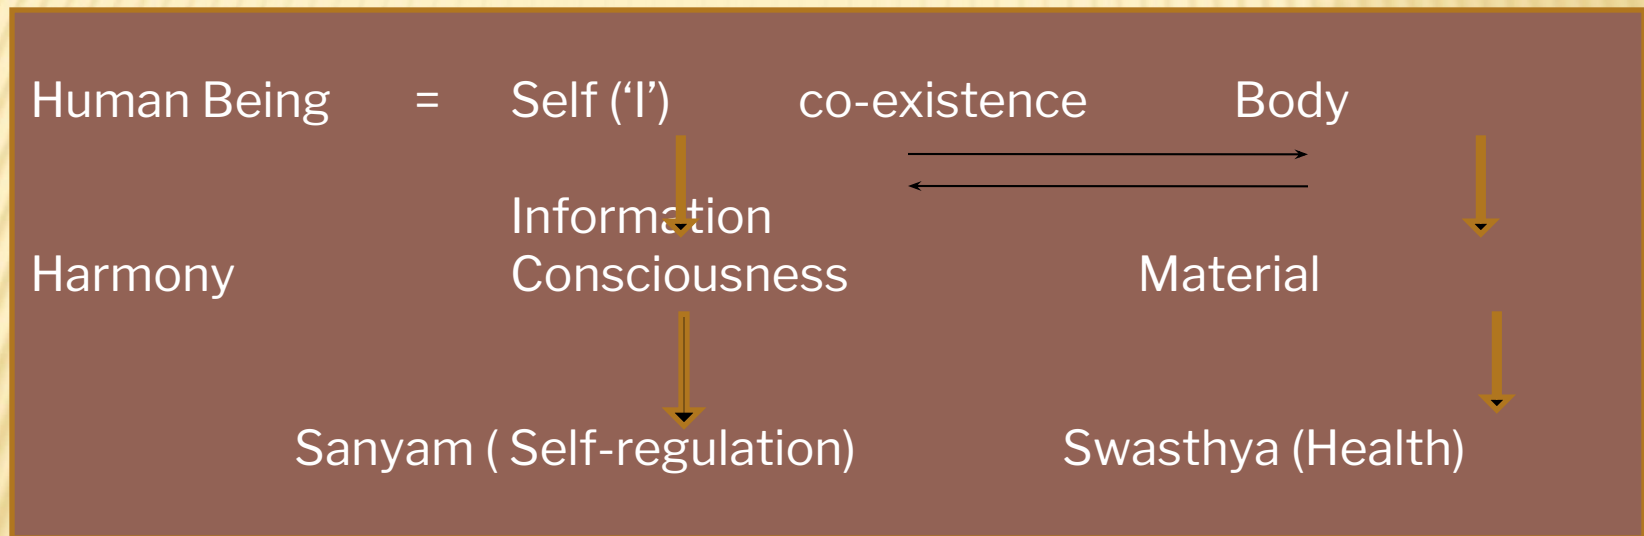 Human Being = Self (‘I’) co-existence Body
Information
Harmony Consciousness Material
Sanyam ( Self-regulation) Swasthya (Health)